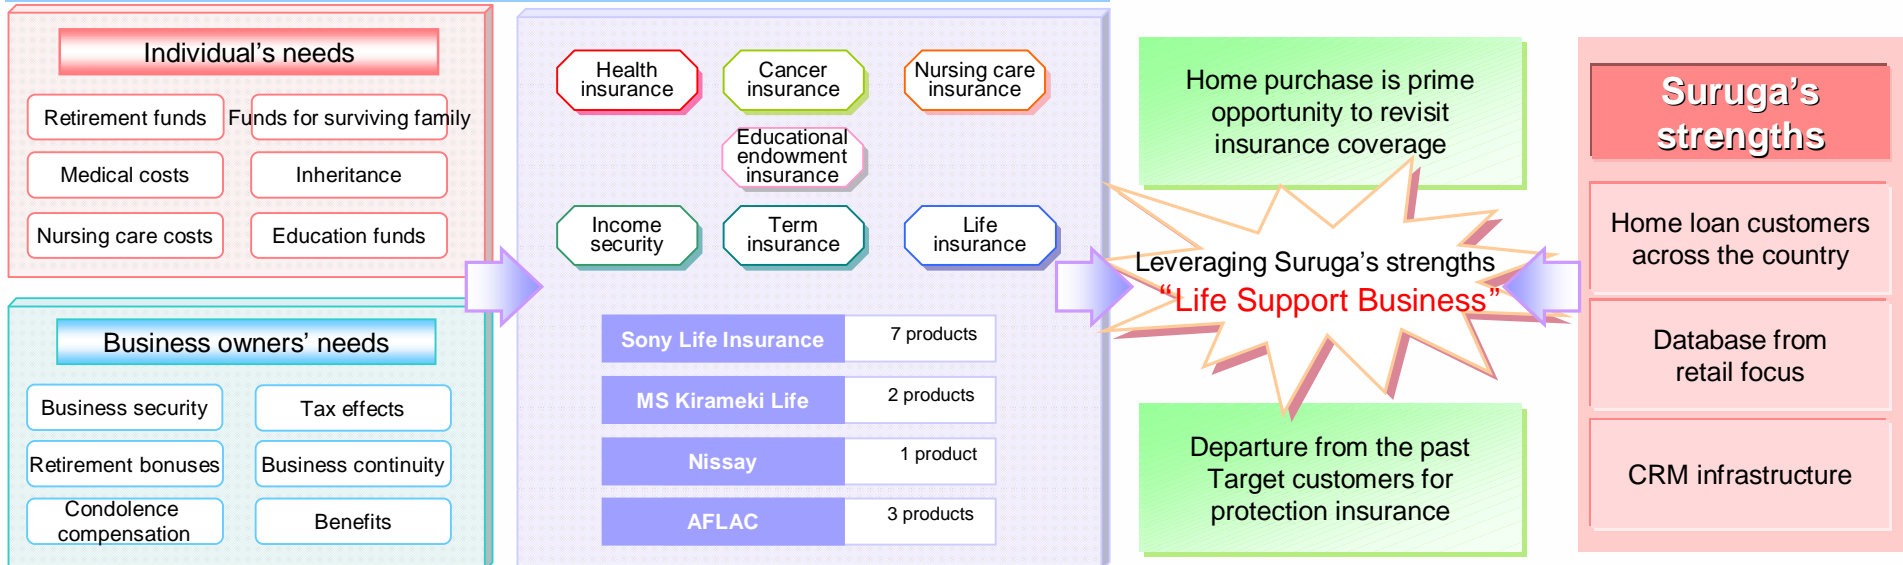 Individual's needs
Retirement funds
Funds for surviving family
Medical costs
Inheritance
Nursing care costs
Education funds
Business owners' needs
Business security
Tax effects
Retirement bonuses
Business continuity
Condolence
compensation
Benefits
Health
insurance
Cancer
insurance
Nursing care
insurance
Educational
endowment
insurance
Income
security
Term
insurance
Life
insurance
Sony Life Insurance
7 products
MS Kirameki Life
2 products
Nissay
1 product
AFLAC
3 products
Home purchase is prime
opportunity to revisit
insurance coverage
Leveraging Suruga's strengths
“Life Support Business”
Departure from the past
Target customers for
protection insurance
Suruga's
strengths
Home loan customers
across the country
Database from
retail focus
CRM infrastructure